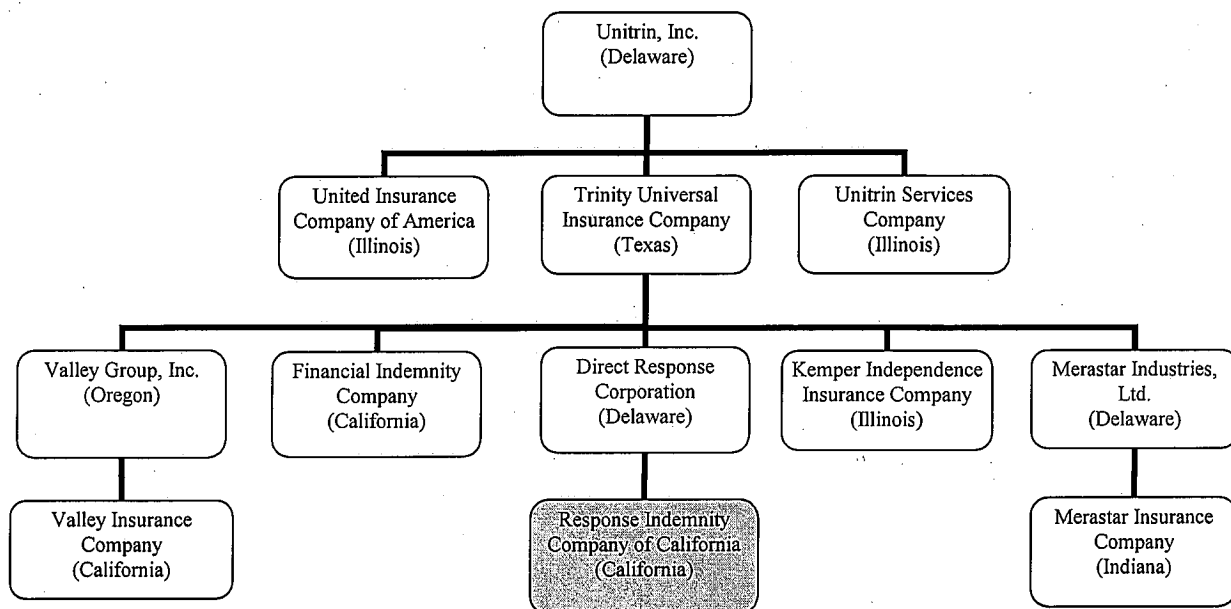 Unitrin, Inc.
(Delaware)
United Insurance
Company of America
(Illinois)
Trinity Universal
Insurance Company
(Texas)
Unitrin Services
Company
(Illinois)
Valley Group, Inc.
(Oregon)
Financial Indemnity
Company
(California)
Direct Response
Corporation
(Delaware)
Kemper Independence
Insurance Company
(Illinois)
Merastar Industries,
Ltd.
(Delaware)
Valley Insurance
Company
(California)
Response Indemnity
Company of California
(California)
Merastar Insurance
Company
(Indiana)